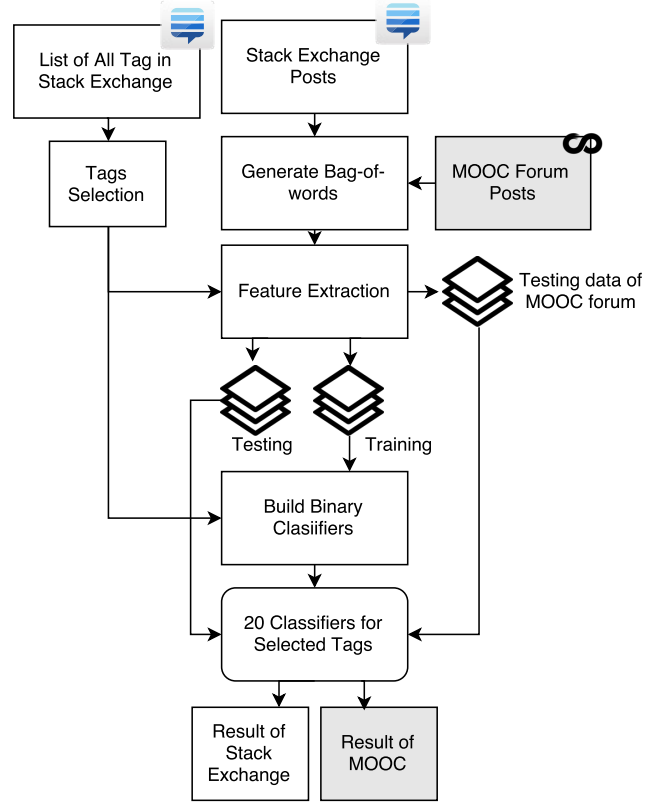 List of All Tag in
Stack Exchange
Stack Exchange
Posts
Tags
Selection
Generate Bag-of-
words
MOOC Forum
Posts
Feature Extraction
Testing data of
MOOC forum
Testing
Training
Build Binary
Clasiifiers
20 Classifiers for
Selected Tags
Result of
Stack
Exchange
Result of
MOOC